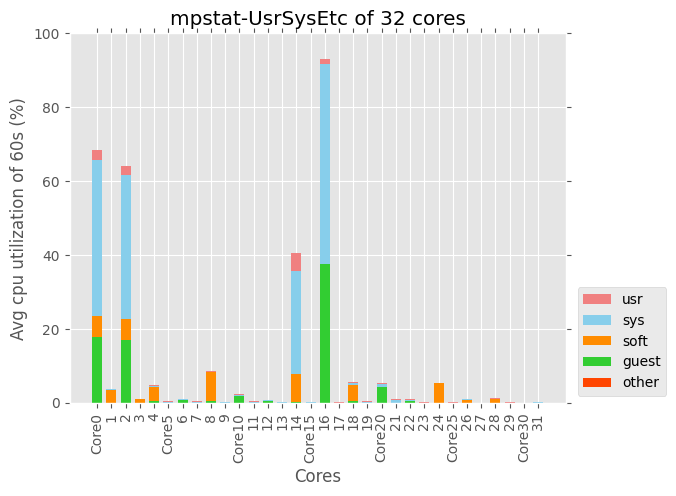 mpstat-UsrSysEtc of 32 cores
Avg cpu utilization of 60s (%)
100
80
60
40
20
0
Core0
1
2
3
4
Core5
6
7
8
9
Core10
11
12
13
14
Core15
16
17
18
19
Core20
21
22
23
24
Core25
26
27
28
29
Core30
31
Cores
usr
sys
soft
guest
other